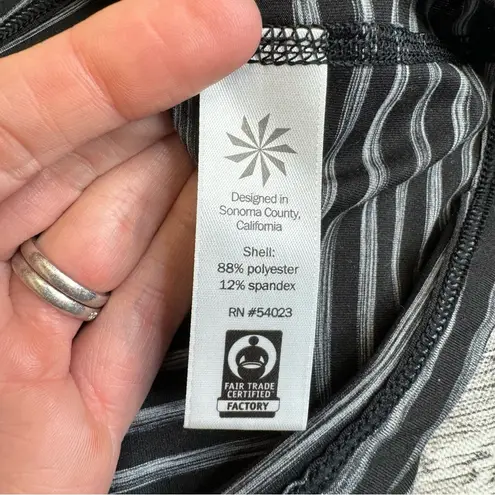 Designed in
Sonoma County,
California
Shell:
88% polyester
12% spandex
RN #54023
FAIR TRADE
CERTIFIED
FACTORY